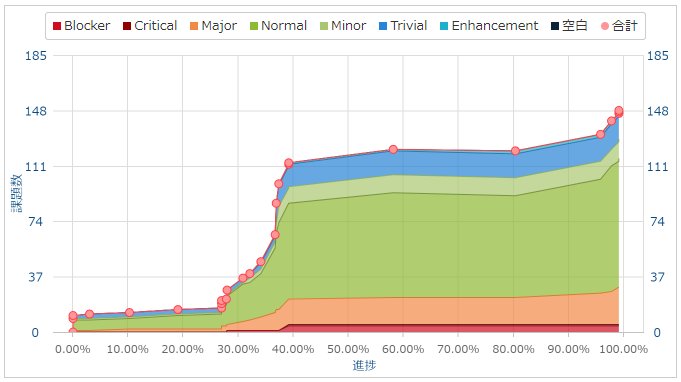 Blocker Critical Major Normal Minor Trivial Enhancement 空白 合計
185 185
148 148
111 111
74 74
37 37
0 0
課題数
0.00% 10.00% 20.00% 30.00% 40.00% 50.00% 60.00% 70.00% 80.00% 90.00% 100.00%
進捗